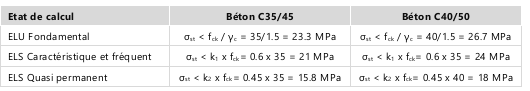 Etat de calcul Béton C35/45 Béton C40/50
ELU Fondamental σst < fck / γc = 35/1.5 = 23.3 MPa σst < fck / γc = 40/1.5 = 26.7 MPa
ELS Caractéristique et fréquent σst < k1 x fck= 0.6 x 35 = 21 MPa σst < k1 x fck= 0.6 x 35 = 24 MPa
ELS Quasi permanent σst < k2 x fck= 0.45 x 35 = 15.8 MPa σst < k2 x fck= 0.45 x 40 = 18 MPa